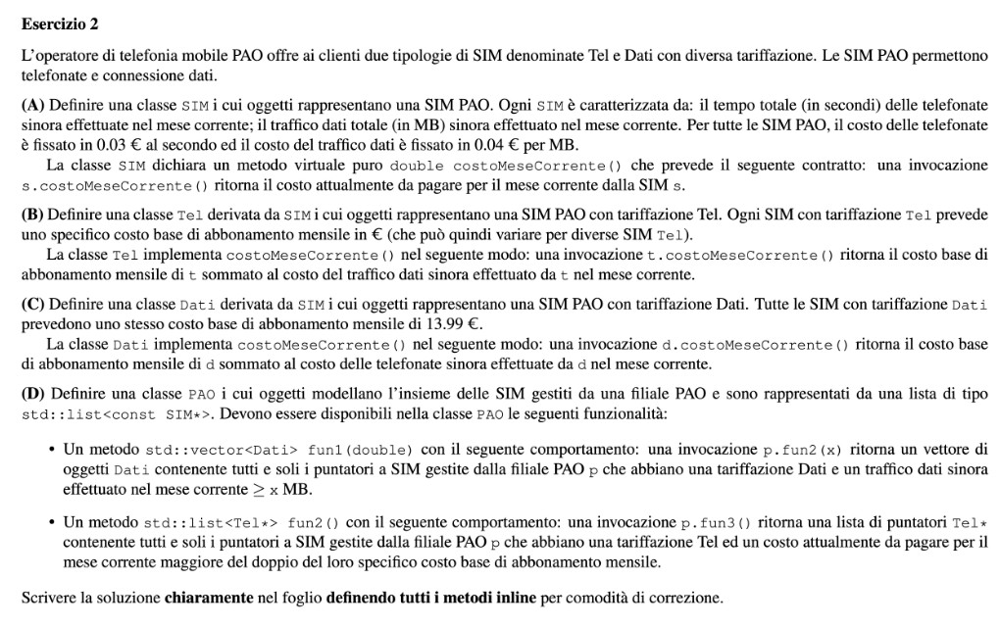 Esercizio 2
L'operatore di telefonia mobile PAO offre ai clienti due tipologie di SIM denominate Tel e Dati con diversa tariffazione. Le SIM PAO permettono
telefonate e connessione dati.
(A) Definire una classe SIM i cui oggetti rappresentano una SIM PAO. Ogni SIM è caratterizzata da: il tempo totale (in secondi) delle telefonate
sinora effettuate nel mese corrente; il traffico dati totale (in MB) sinora effettuato nel mese corrente. Per tutte le SIM PAO, il costo delle telefonate
è fissato in 0.03 € al secondo ed il costo del traffico dati è fissato in 0.04 € per MB.
La classe SIM dichiara un metodo virtuale puro double costoMeseCorrente() che prevede il seguente contratto: una invocazione
s.costoMeseCorrente() ritorna il costo attualmente da pagare per il mese corrente dalla SIM s.
(B) Definire una classe Tel derivata da SIM i cui oggetti rappresentano una SIM PAO con tariffazione Tel. Ogni SIM con tariffazione Tel prevede
uno specifico costo base di abbonamento mensile in € (che può quindi variare per diverse SIM Tel).
La classe Tel implementa costoMeseCorrente() nel seguente modo: una invocazione t.costoMeseCorrente() ritorna il costo base di
abbonamento mensile di t sommato al costo del traffico dati sinora effettuato da t nel mese corrente.
(C) Definire una classe Dati derivata da SIM i cui oggetti rappresentano una SIM PAO con tariffazione Dati. Tutte le SIM con tariffazione Dati
prevedono uno stesso costo base di abbonamento mensile di 13.99 €.
La classe Dati implementa costoMeseCorrente() nel seguente modo: una invocazione d.costoMeseCorrente() ritorna il costo base
di abbonamento mensile di d sommato al costo delle telefonate sinora effettuate da d nel mese corrente.
(D) Definire una classe PAO i cui oggetti modellano l'insieme delle SIM gestiti da una filiale PAO e sono rappresentati da una lista di tipo
std::list<const SIM*>. Devono essere disponibili nella classe PAO le seguenti funzionalità:
• Un metodo std::vector<Dati> fun1(double) con il seguente comportamento: una invocazione p.fun2(x) ritorna un vettore di
oggetti Dati contenente tutti e soli i puntatori a SIM gestite dalla filiale PAO p che abbiano una tariffazione Dati e un traffico dati sinora
effettuato nel mese corrente ≥ x MB.
• Un metodo std::list<Tel*> fun2() con il seguente comportamento: una invocazione p.fun3() ritorna una lista di puntatori Tel*
contenente tutti e soli i puntatori a SIM gestite dalla filiale PAO p che abbiano una tariffazione Tel ed un costo attualmente da pagare per il
mese corrente maggiore del doppio del loro specifico costo base di abbonamento mensile.
Scrivere la soluzione chiaramente nel foglio definendo tutti i metodi inline per comodità di correzione.